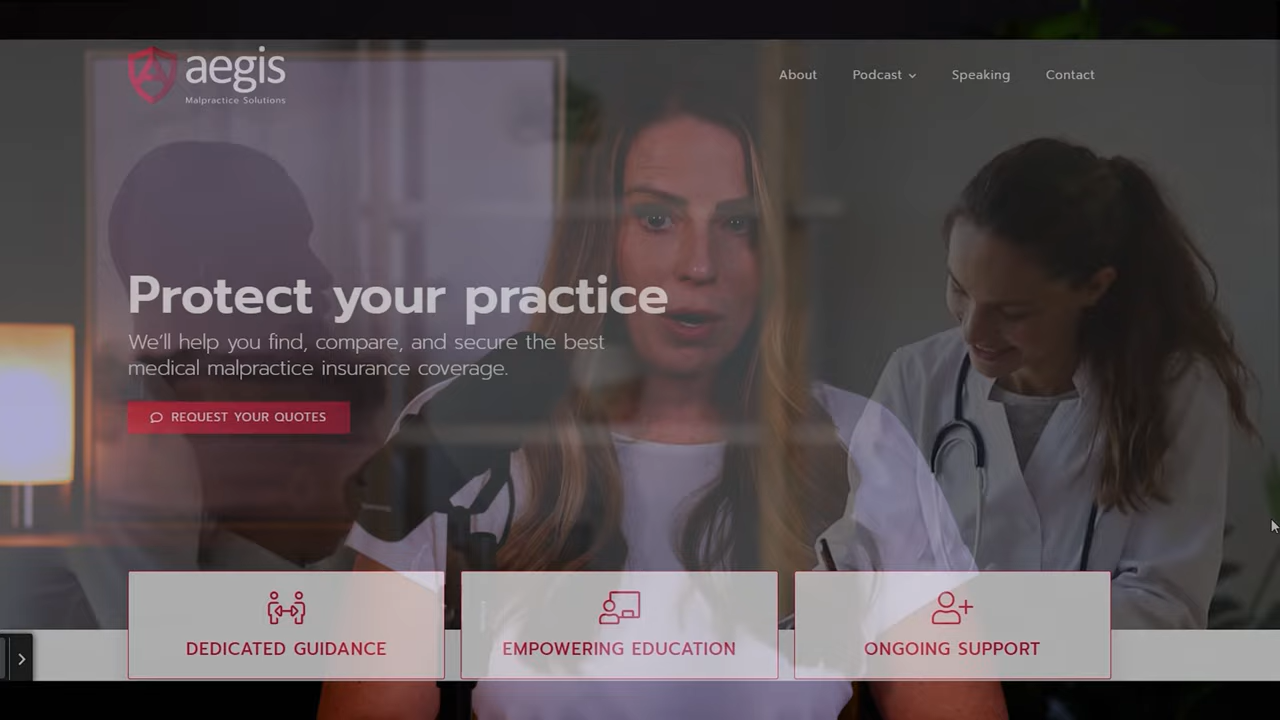 aegis
Malpractice Solutions
About
Podcast
Speaking
Contact
Protect your practice
We'll help you find, compare, and secure the best
medical malpractice insurance coverage.
REQUEST YOUR QUOTES
DEDICATED GUIDANCE
EMPOWERING EDUCATION
ONGOING SUPPORT